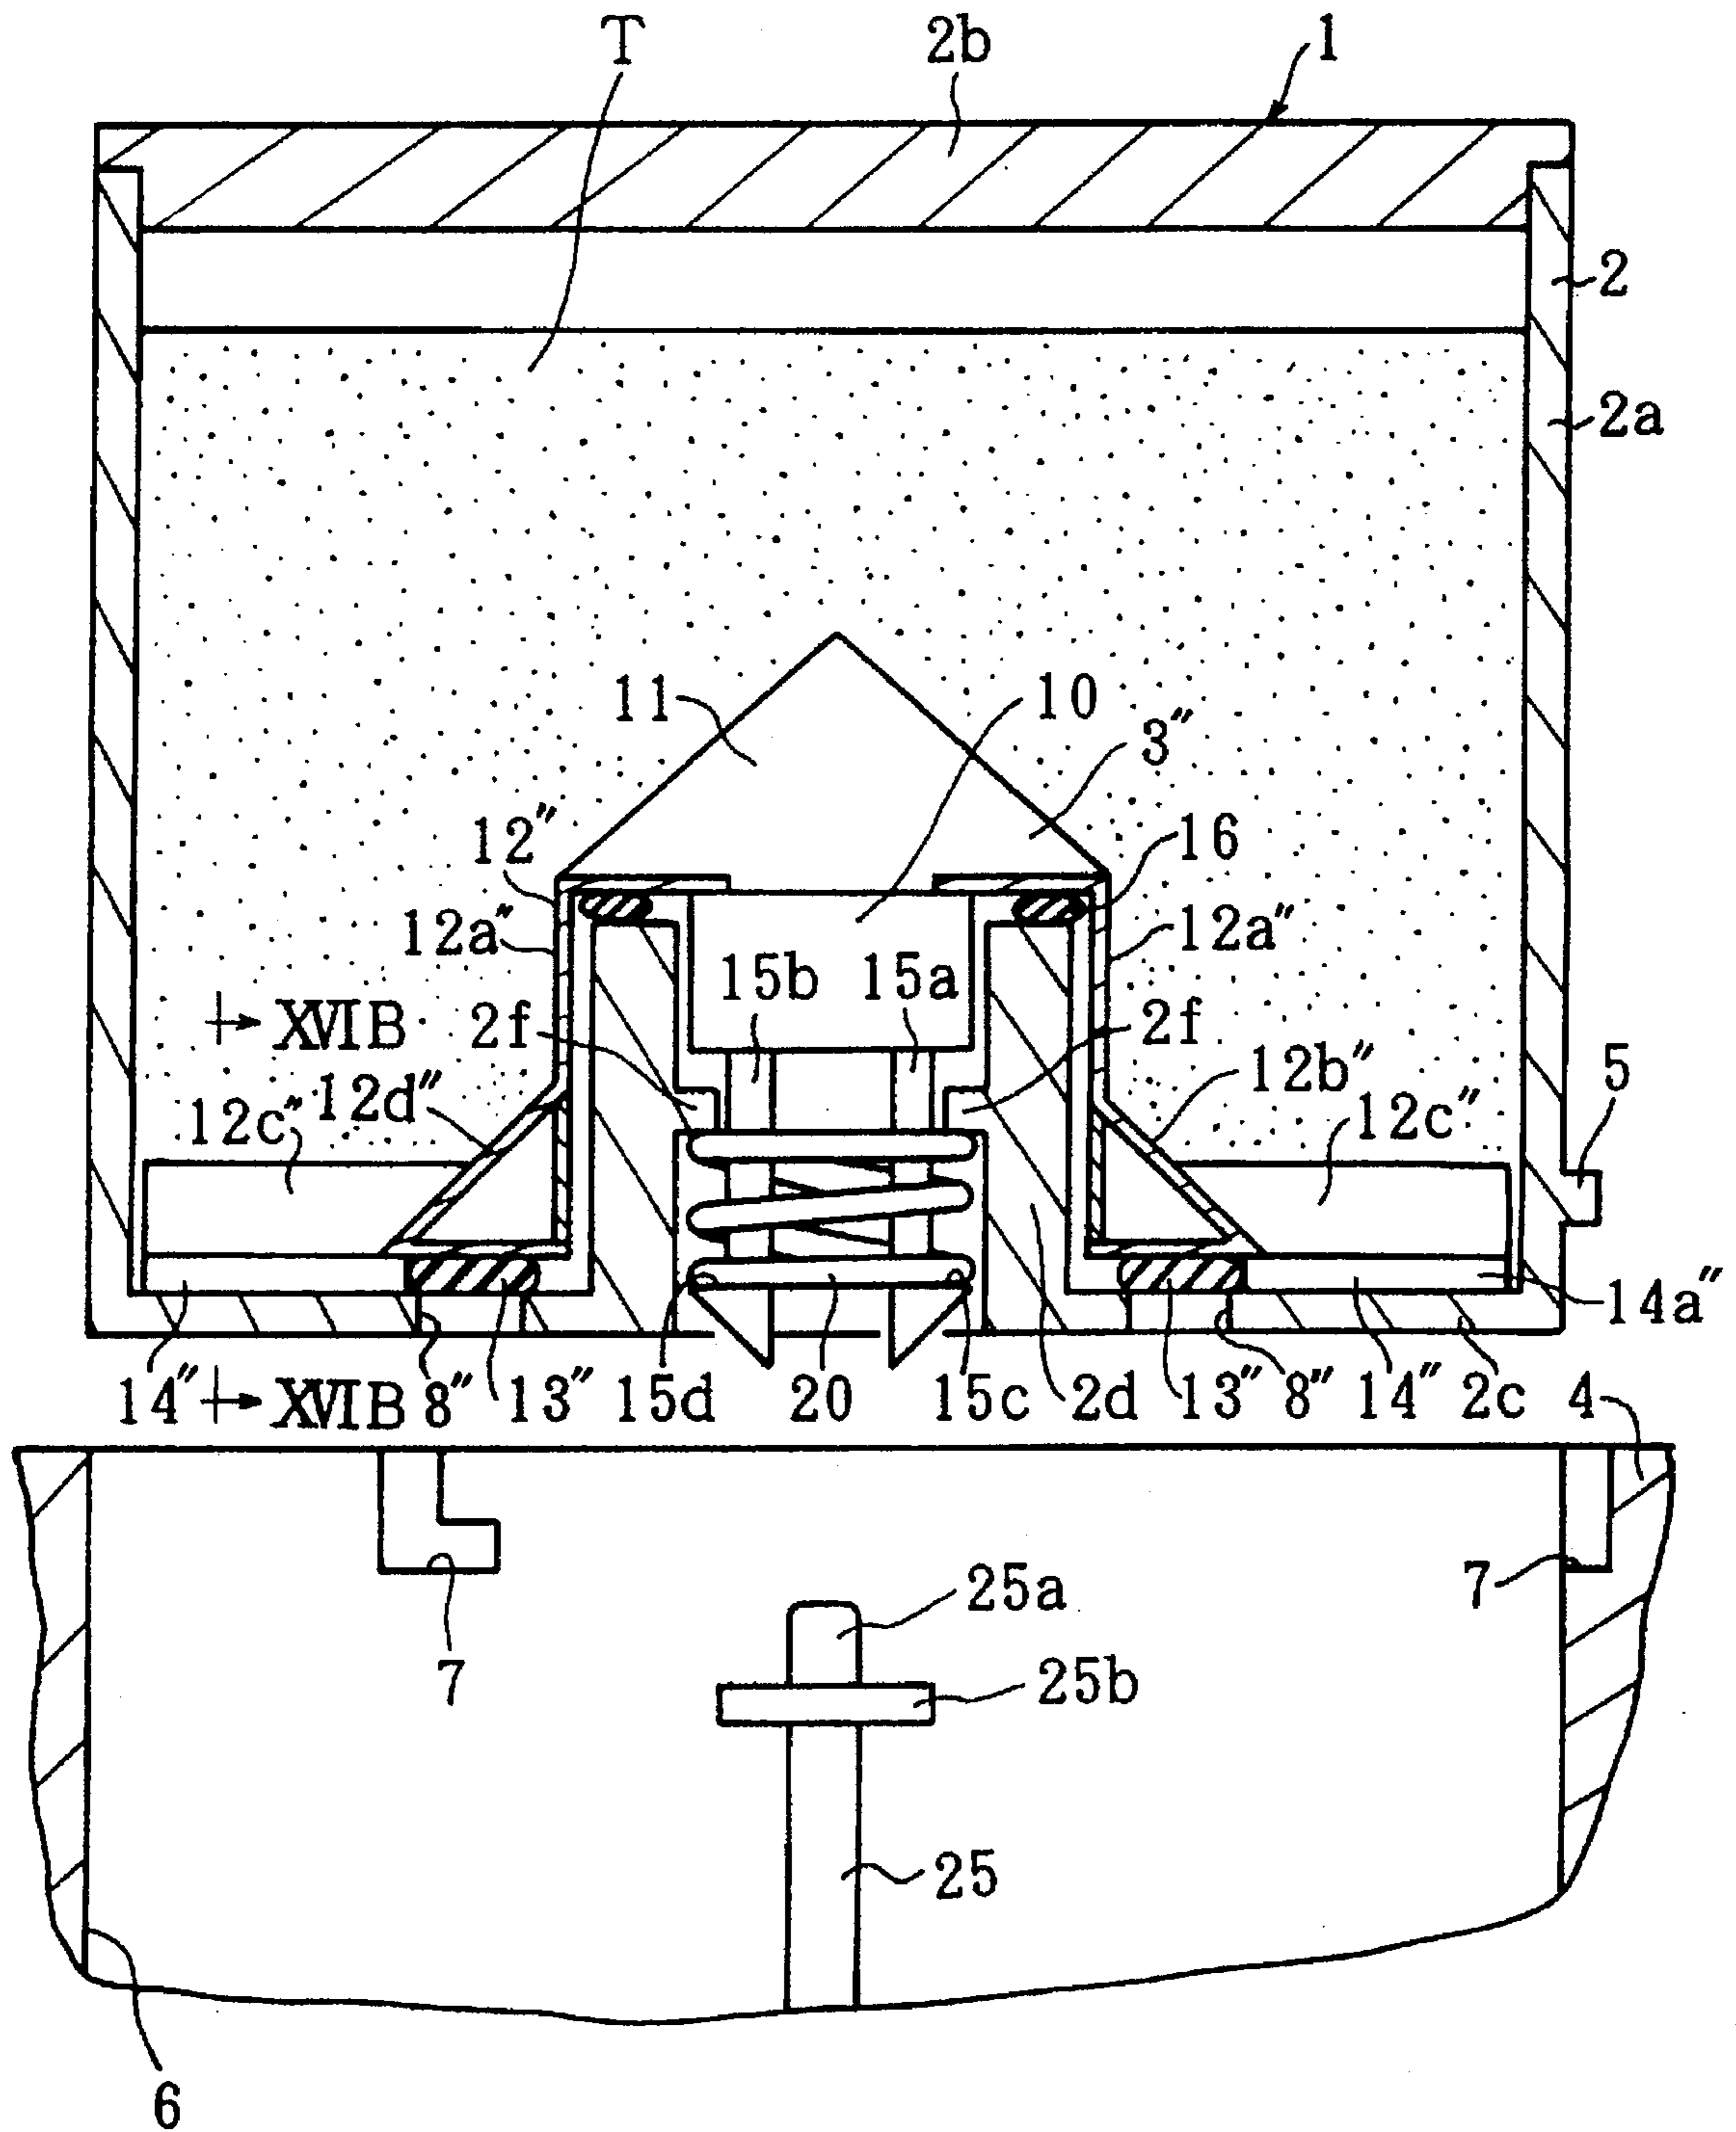 T 2b 1
2
2a
11 10 3″
12″ 16
12a″ 12a″
15b 15a
XVIB 2f 2f
5
12d″ 12b″
12c″ 12c″
14a″
14″ XVIB 8″ 13″ 15d 20 15c 2d 13″ 8″ 14″ 2c 4
25a
7
7 25b
25
6